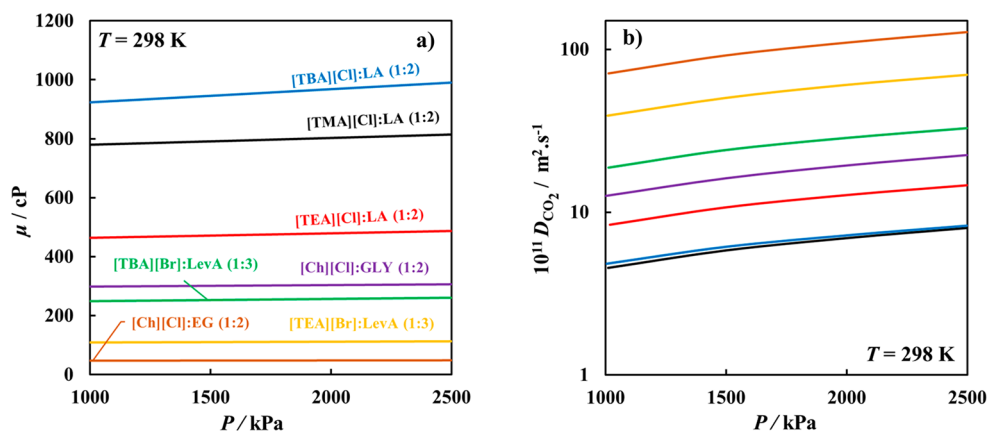 T = 298 K
a)
1200
1000
800
600
400
200
0
μ / cP
[TBA][Cl]:LA (1:2)
[TMA][Cl]:LA (1:2)
[TEA][Cl]:LA (1:2)
[TBA][Br]:LevA (1:3)
[Ch][Cl]:GLY (1:2)
[Ch][Cl]:EG (1:2)
[TEA][Br]:LevA (1:3)
1000 1500 2000 2500
P / kPa
b)
100
10
1
10¹¹ D_CO₂ / m².s⁻¹
T = 298 K
1000 1500 2000 2500
P / kPa